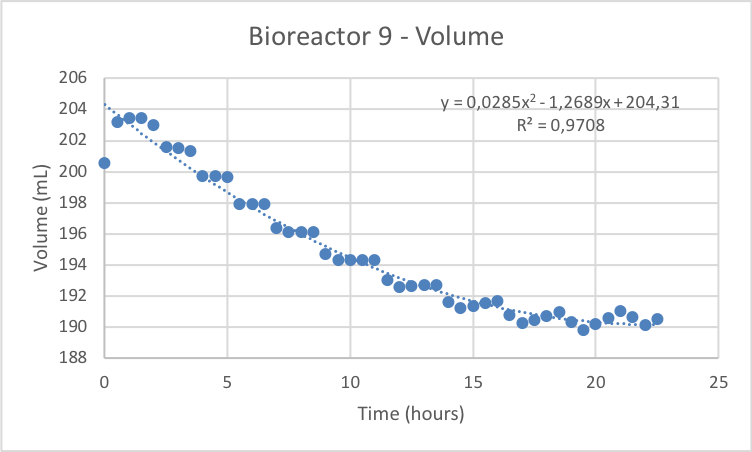 Bioreactor 9 - Volume
y = 0,0285x² - 1,2689x + 204,31
R² = 0,9708
Volume (mL)
206
204
202
200
198
196
194
192
190
188
0 5 10 15 20 25
Time (hours)